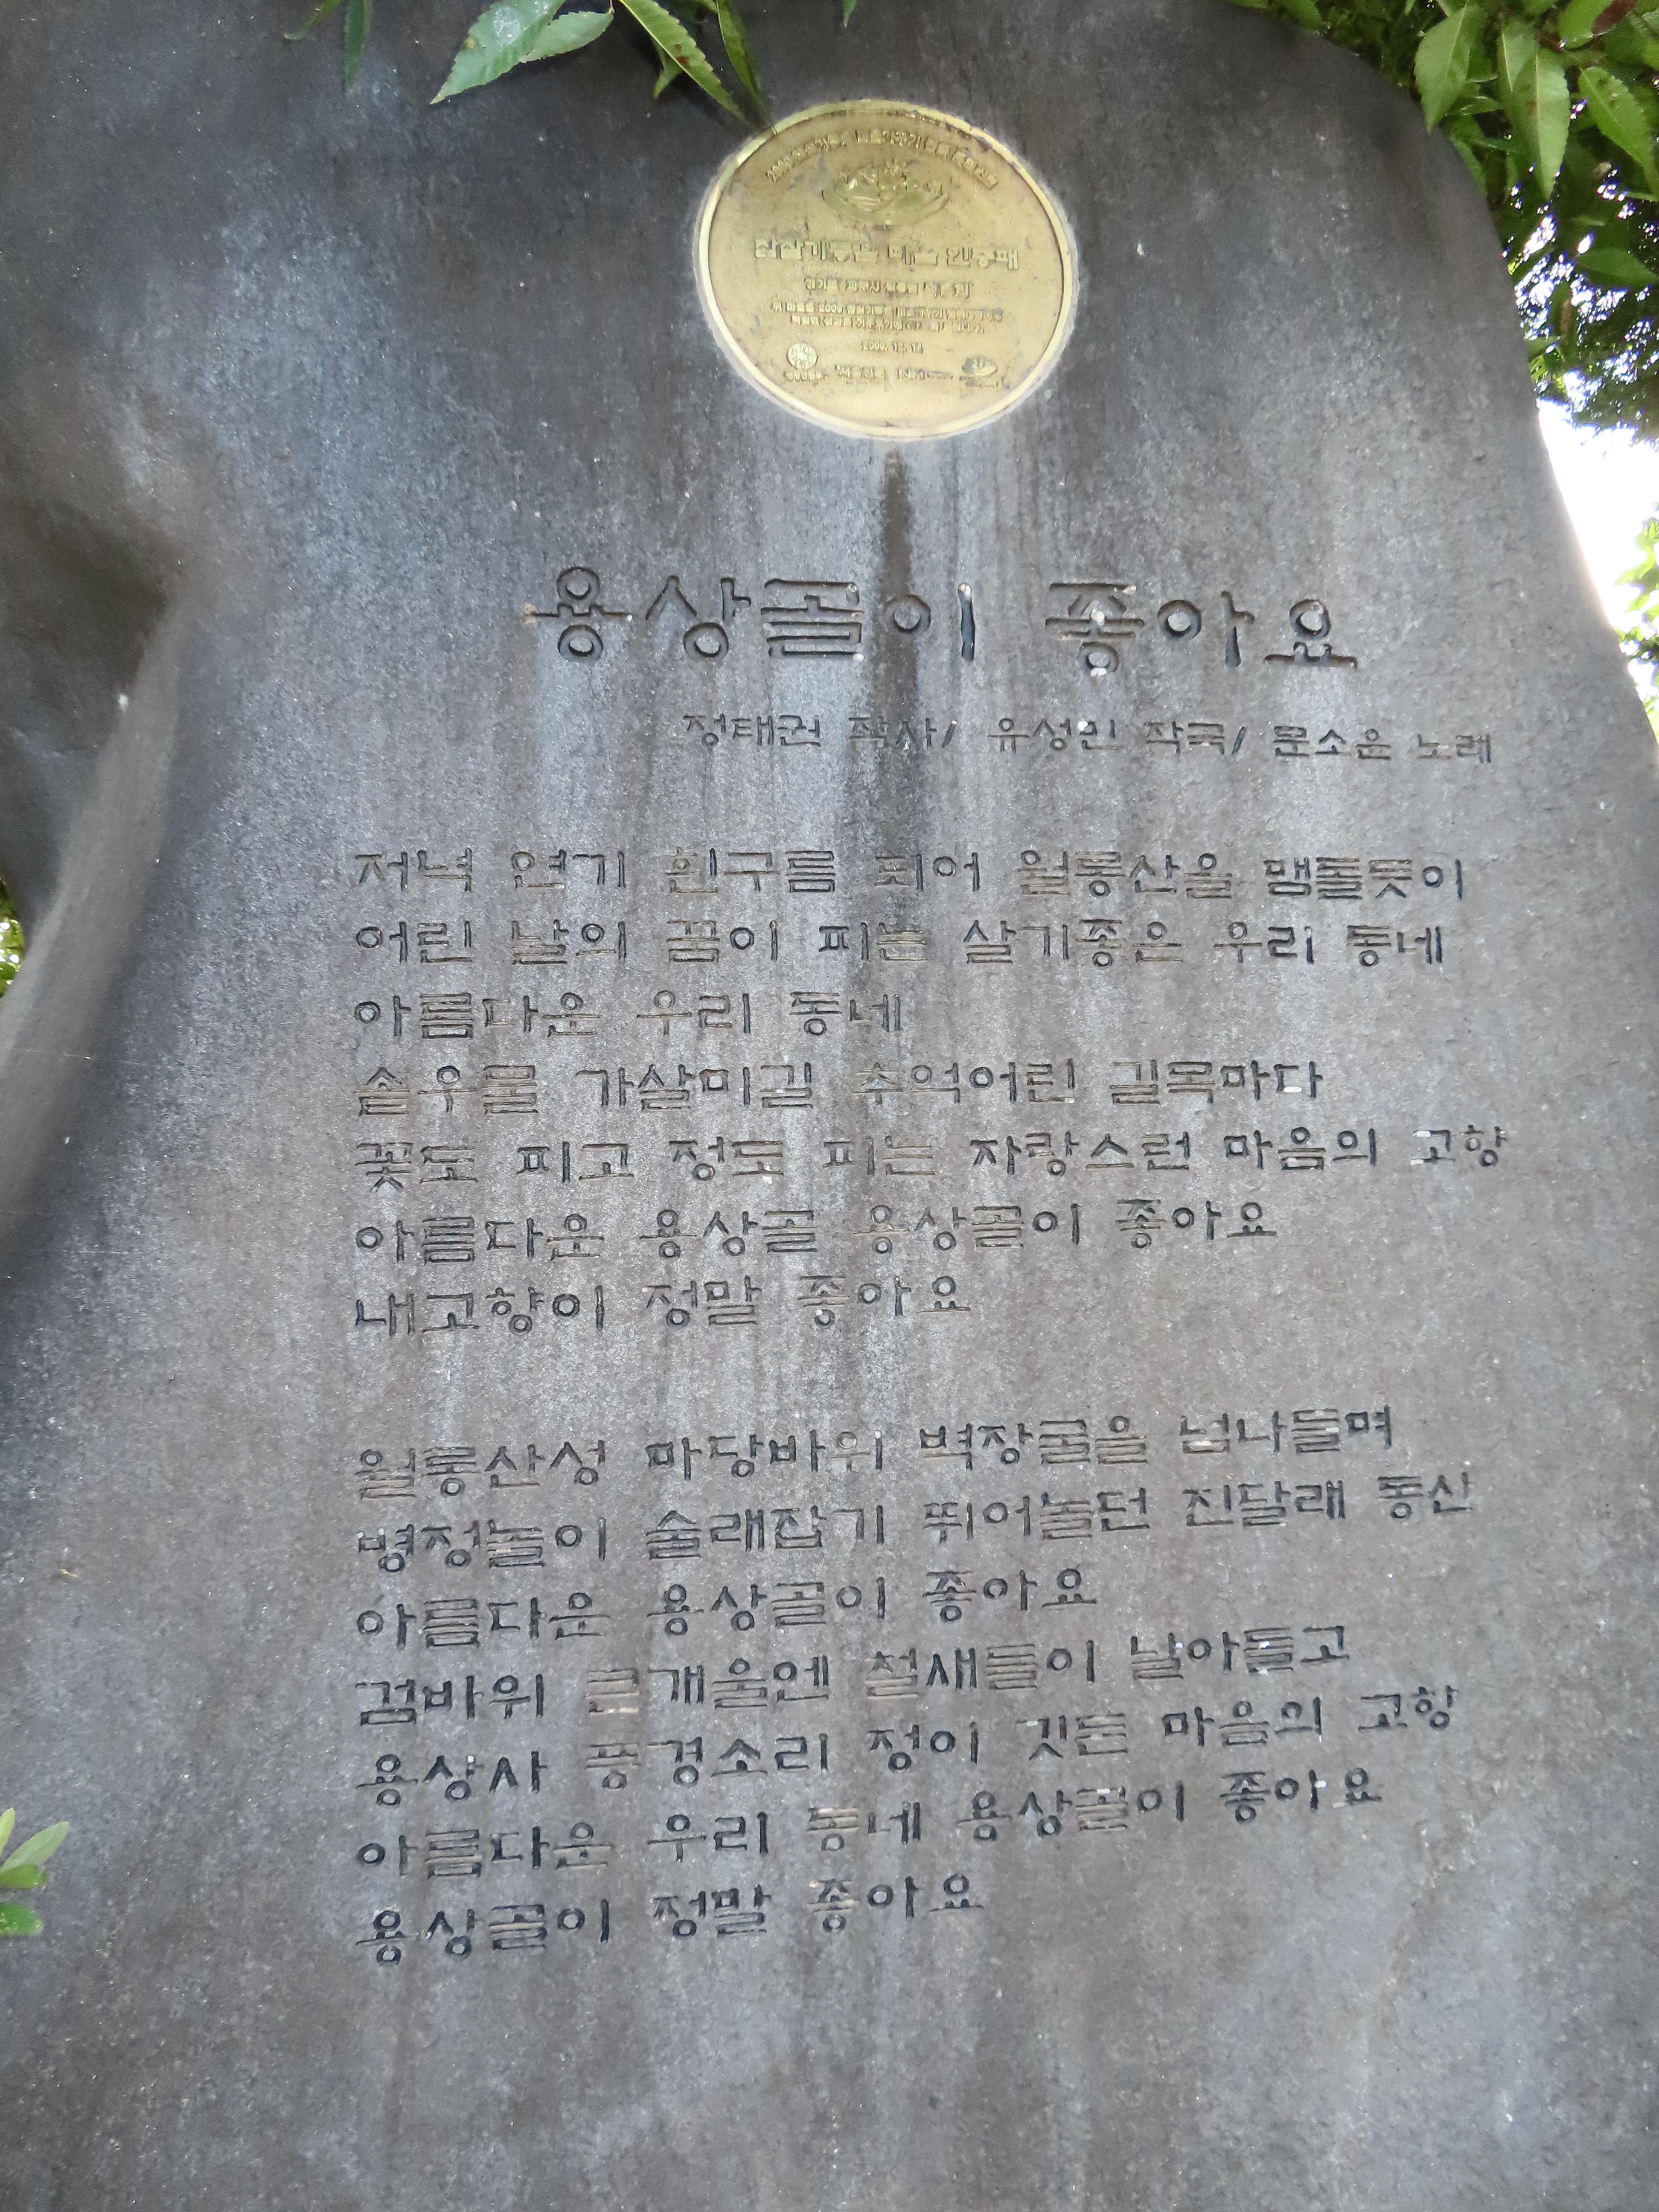 2009. 12. 12
용상골이 좋아요
정태권 작사/ 유성민 작곡/ 문소윤 노래
저녁 연기 흰구름 되어 월롱산을 맴돌듯이
어린 날의 꿈이 피는 살기좋은 우리 동네
아름다운 우리 동네
솔우물 가살미길 추억어린 길목마다
꽃도 피고 정도 피는 자랑스런 마음의 고향
아름다운 용상골 용상골이 좋아요
내고향이 정말 좋아요
월롱산성 마당바위 벽장굴을 넘나들며
병정놀이 술래잡기 뛰어놀던 진달래 동산
아름다운 용상골이 좋아요
검바위 큰개울엔 철새들이 날아들고
용상사 풍경소리 정이 깃든 마음의 고향
아름다운 우리 동네 용상골이 좋아요
용상골이 정말 좋아요